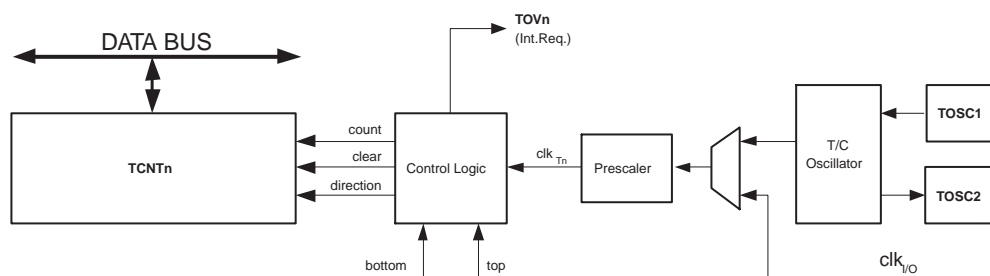 TOVn
(Int.Req.)
DATA BUS
TCNTn
count
clear
direction
Control Logic
clk Tn
Prescaler
T/C
Oscillator
TOSC1
TOSC2
bottom
top
clk I/O